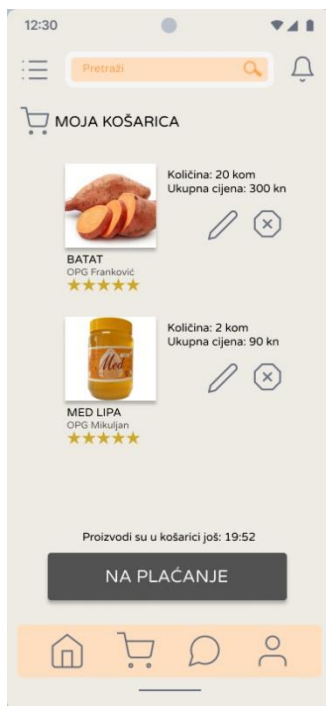 12:30
Pretraži
MOJA KOŠARICA
Količina: 20 kom
Ukupna cijena: 300 kn
BATAT
OPG Franković
Količina: 2 kom
Ukupna cijena: 90 kn
Med
MED LIPA
OPG Mikuljan
Proizvodi su u košarici još: 19:52
NA PLAĆANJE